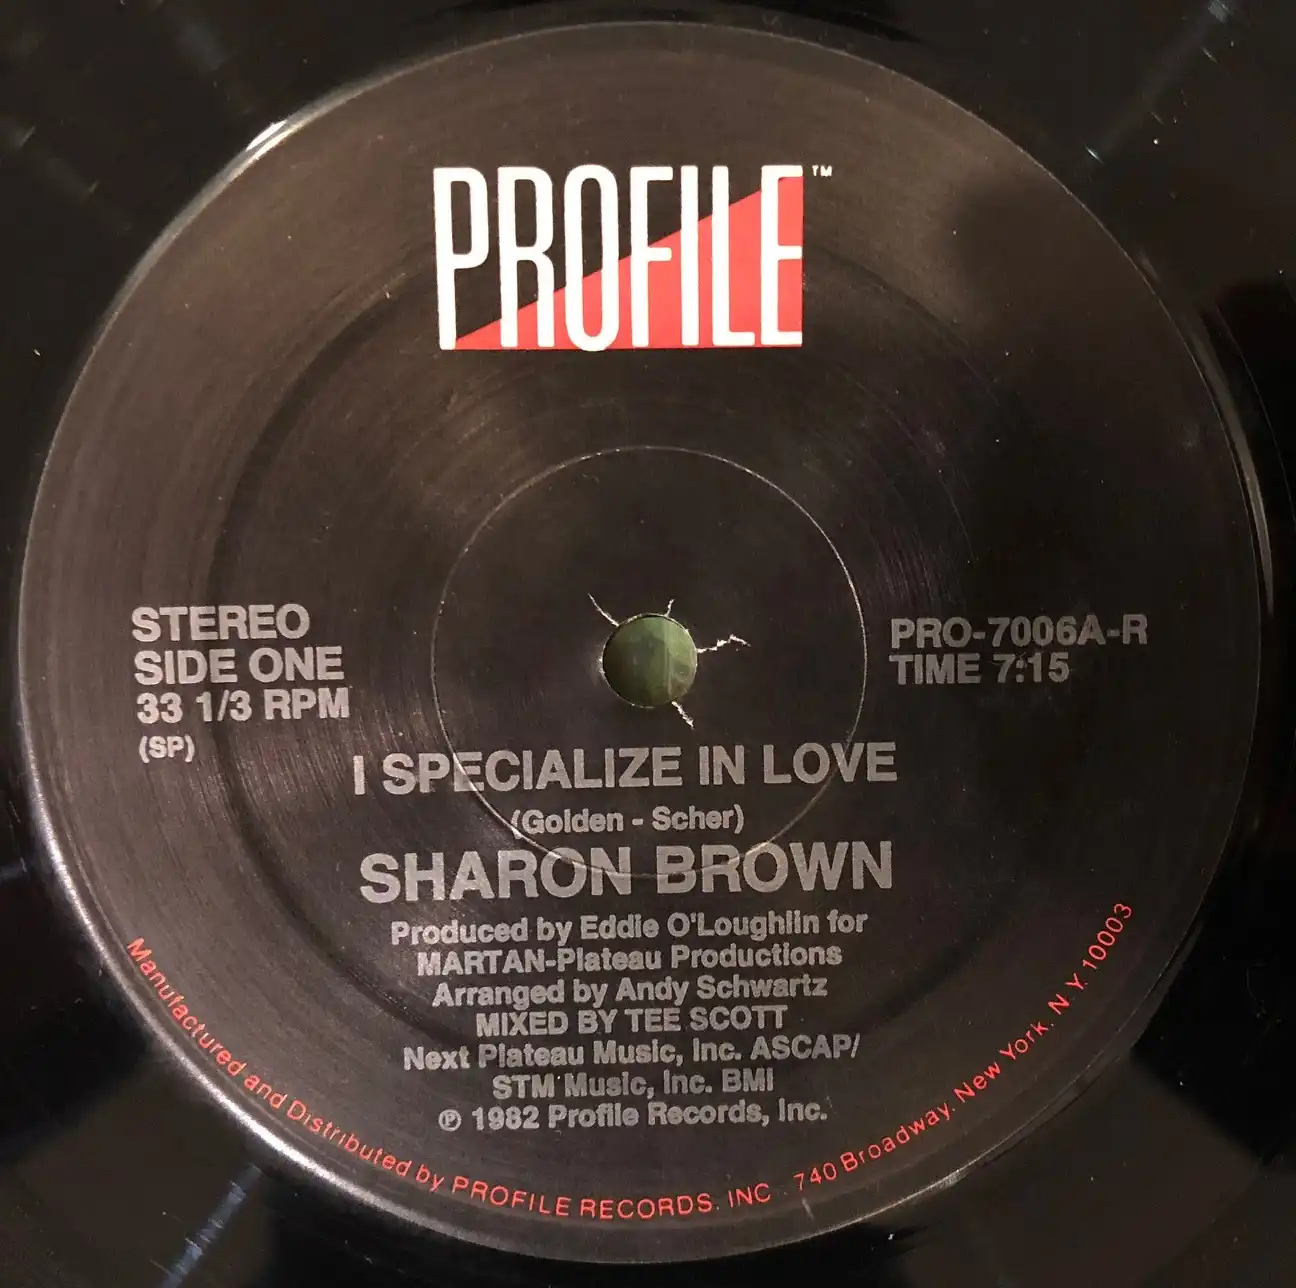 PROFILE™
STEREO
SIDE ONE
33 1/3 RPM
(SP)
PRO-7006A-R
TIME 7:15
I SPECIALIZE IN LOVE
(Golden - Scher)
SHARON BROWN
Produced by Eddie O'Loughlin for
MARTAN-Plateau Productions
Arranged by Andy Schwartz
MIXED BY TEE SCOTT
Next Plateau Music, Inc. ASCAP/
STM Music, Inc. BMI
℗ 1982 Profile Records, Inc.
Manufactured and Distributed by PROFILE RECORDS. INC · 740 Broadway. New York. N Y. 10003